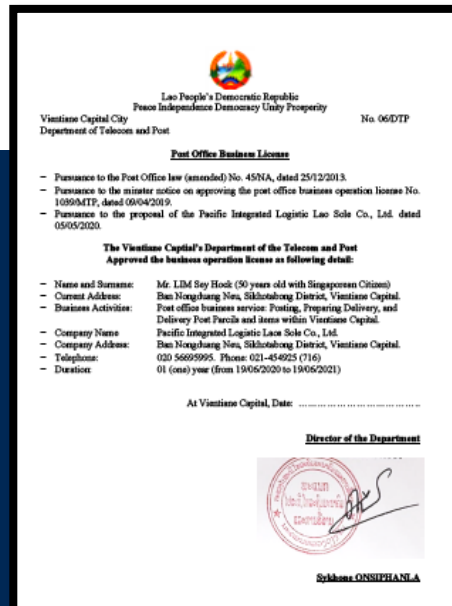 Lao People's Democratic Republic
Peace Independence Democracy Unity Prosperity
Vientiane Capital City No. 06/DTP
Department of Telecom and Post
Post Office Business License
– Pursuance to the Post Office law (amended) No. 45/NA, dated 25/12/2013.
– Pursuance to the minster notice on approving the post office business operation license No.
1039/MTP, dated 09/04/2019.
– Pursuance to the proposal of the Pacific Integrated Logistic Lao Sole Co., Ltd. dated
05/05/2020.
The Vientiane Captial's Department of the Telecom and Post
Approved the business operation license as following detail:
– Name and Surname: Mr. LIM Sey Hock (50 years old with Singaporean Citizen)
– Current Address: Ban Nongduang Neu, Sikhotabong District, Vientiane Capital.
– Business Activities: Post office business service: Posting, Preparing Delivery, and
Delivery Post Parcils and items within Vientiane Capital.
– Company Name Pacific Integrated Logistic Laos Sole Co., Ltd.
– Company Address: Ban Nongduang Neu, Sikhotabong District, Vientiane Capital.
– Telephone: 020 56695995. Phone: 021-454925 (716)
– Duration: 01 (one) year (from 19/06/2020 to 19/06/2021)
At Vientiane Capital, Date: ........................................
Director of the Department
Sykhone ONSIPHANLA